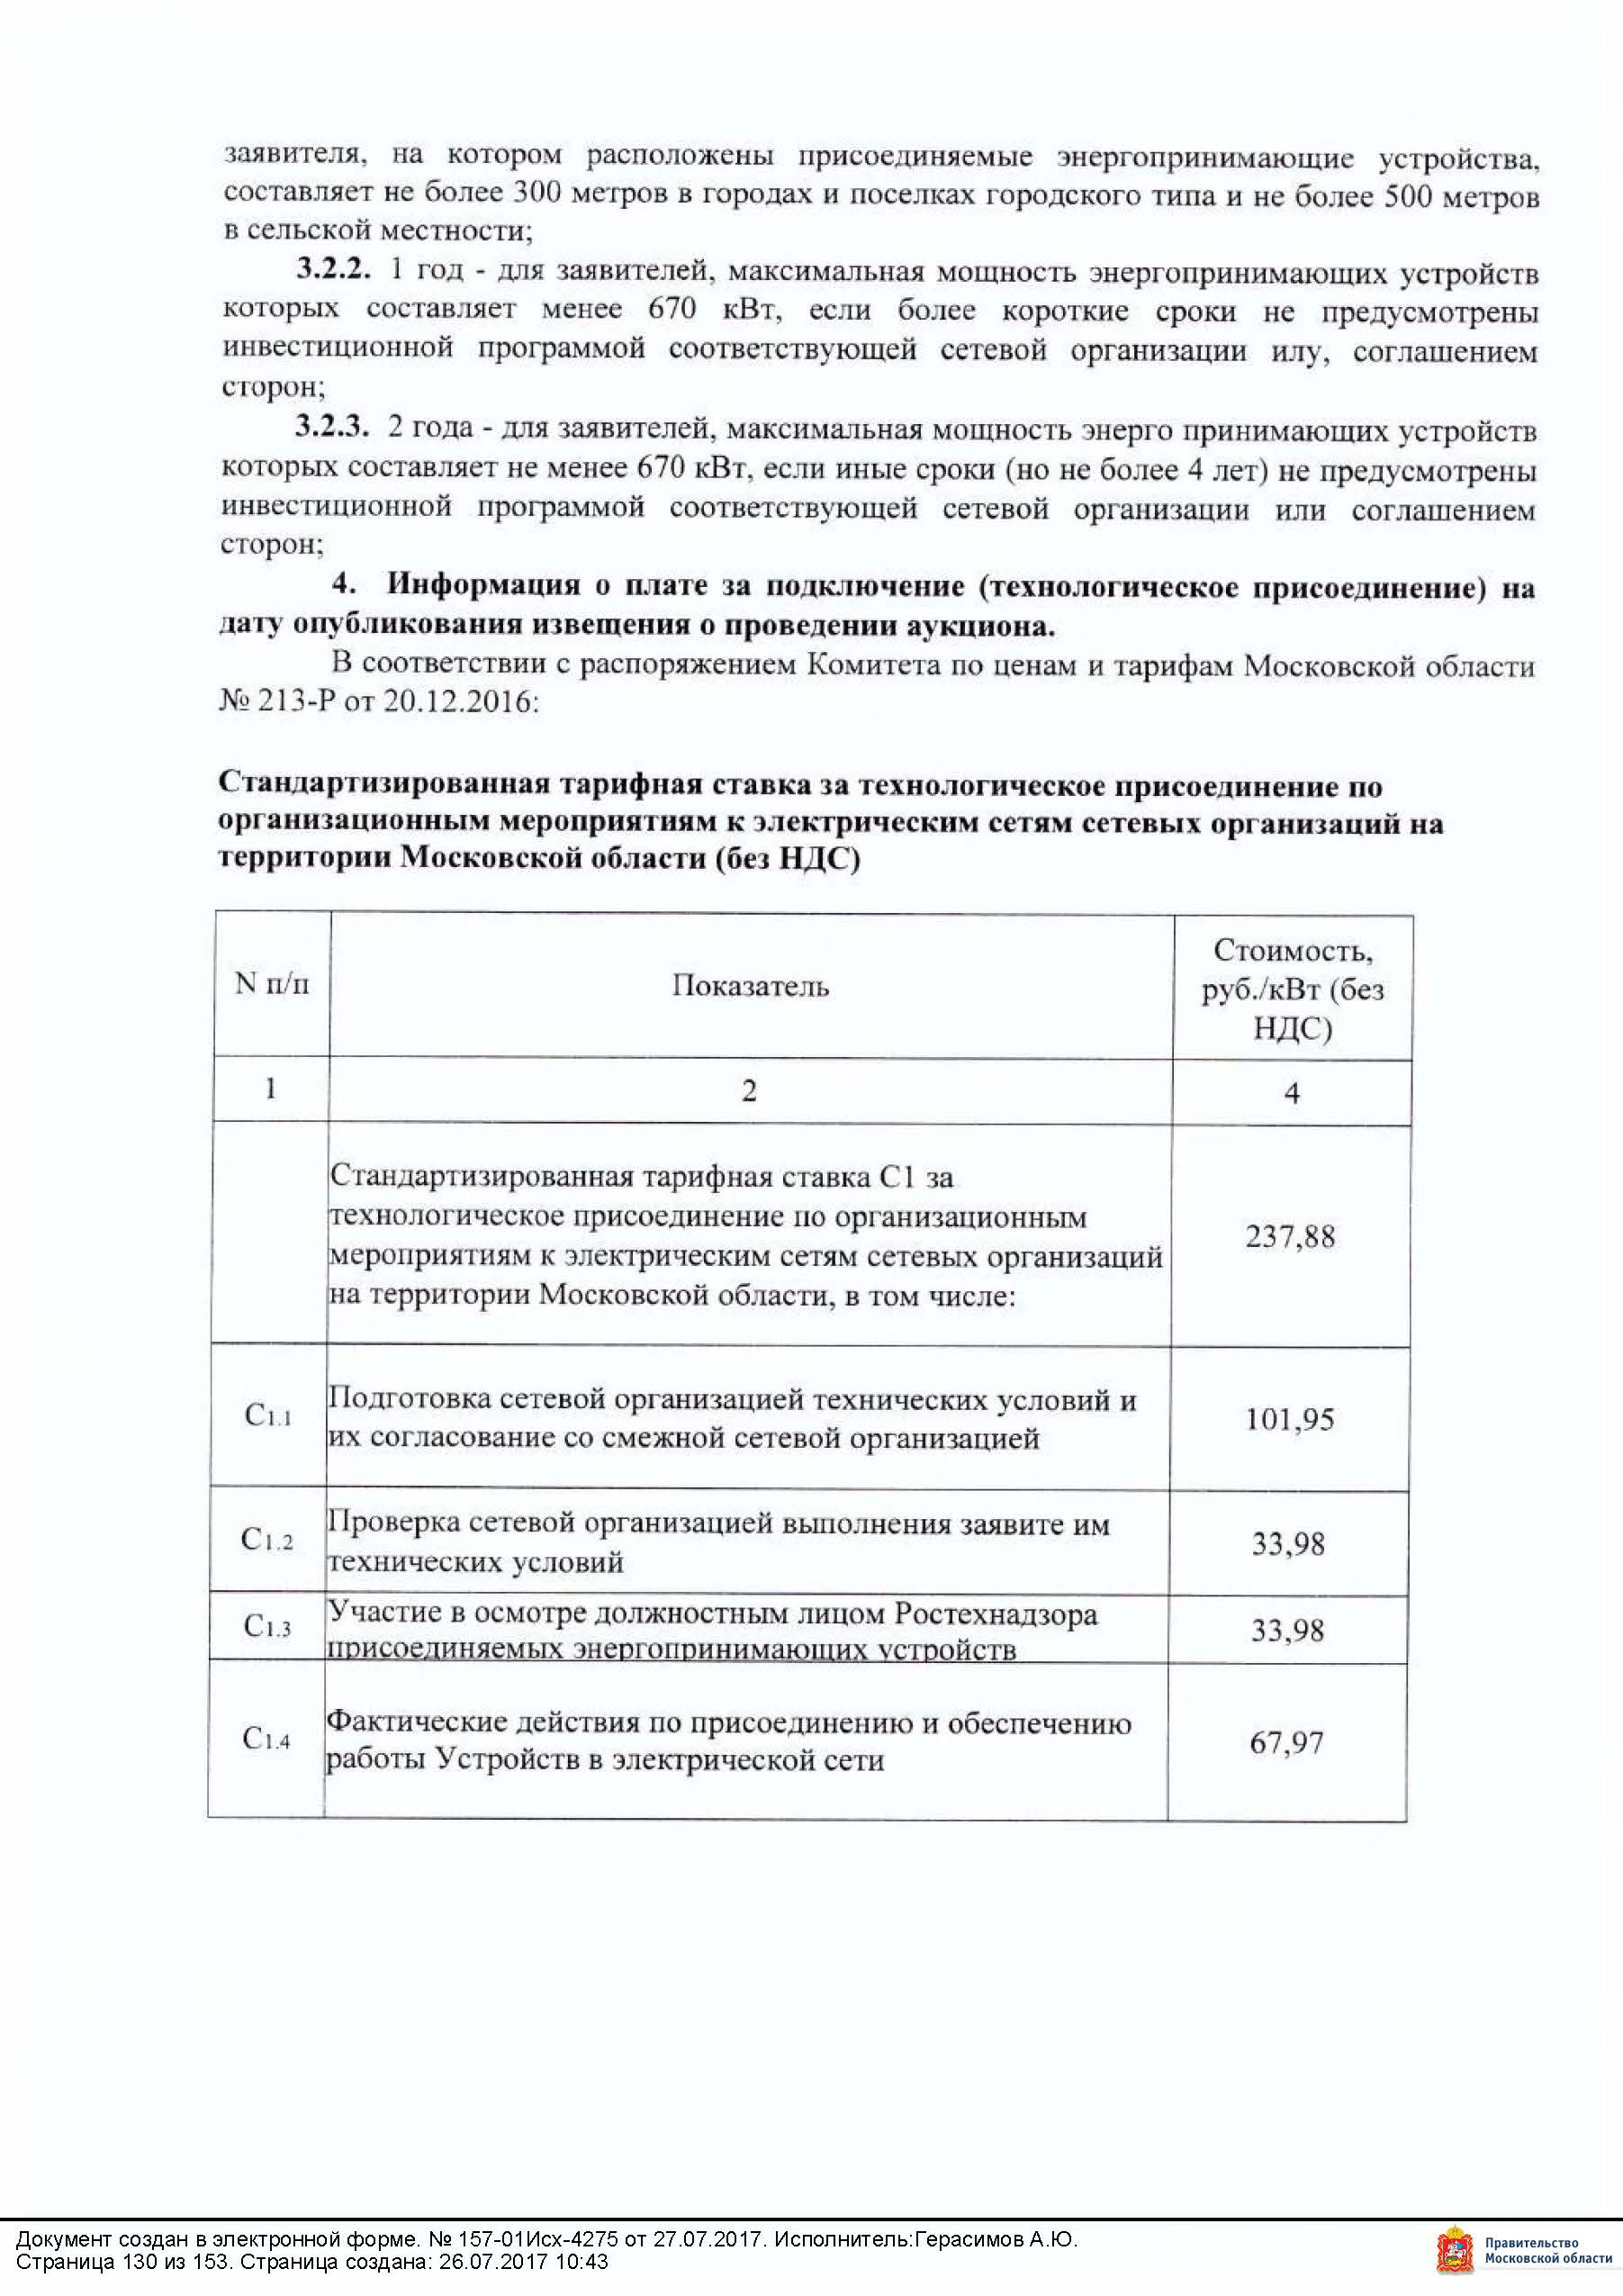 заявителя, на котором расположены присоединяемые энергопринимающие устройства,
составляет не более 300 метров в городах и поселках городского типа и не более 500 метров
в сельской местности;
3.2.2. 1 год - для заявителей, максимальная мощность энергопринимающих устройств
которых составляет менее 670 кВт, если более короткие сроки не предусмотрены
инвестиционной программой соответствующей сетевой организации илу, соглашением
сторон;
3.2.3. 2 года - для заявителей, максимальная мощность энерго принимающих устройств
которых составляет не менее 670 кВт, если иные сроки (но не более 4 лет) не предусмотрены
инвестиционной программой соответствующей сетевой организации или соглашением
сторон;
4. Информация о плате за подключение (технологическое присоединение) на
дату опубликования извещения о проведении аукциона.
В соответствии с распоряжением Комитета по ценам и тарифам Московской области
№ 213-Р от 20.12.2016:
Стандартизированная тарифная ставка за технологическое присоединение по
организационным мероприятиям к электрическим сетям сетевых организаций на
территории Московской области (без НДС)
N п/п
Показатель
Стоимость,
руб./кВт (без
НДС)
1
2
4
Стандартизированная тарифная ставка С1 за
технологическое присоединение по организационным
мероприятиям к электрическим сетям сетевых организаций
на территории Московской области, в том числе:
237,88
С1.1
Подготовка сетевой организацией технических условий и
их согласование со смежной сетевой организацией
101,95
С1.2
Проверка сетевой организацией выполнения заявите им
технических условий
33,98
С1.3
Участие в осмотре должностным лицом Ростехнадзора
присоединяемых энергопринимающих устройств
33,98
С1.4
Фактические действия по присоединению и обеспечению
работы Устройств в электрической сети
67,97
Документ создан в электронной форме. № 157-01Исх-4275 от 27.07.2017. Исполнитель:Герасимов А.Ю.
Страница 130 из 153. Страница создана: 26.07.2017 10:43
Правительство
Московской области